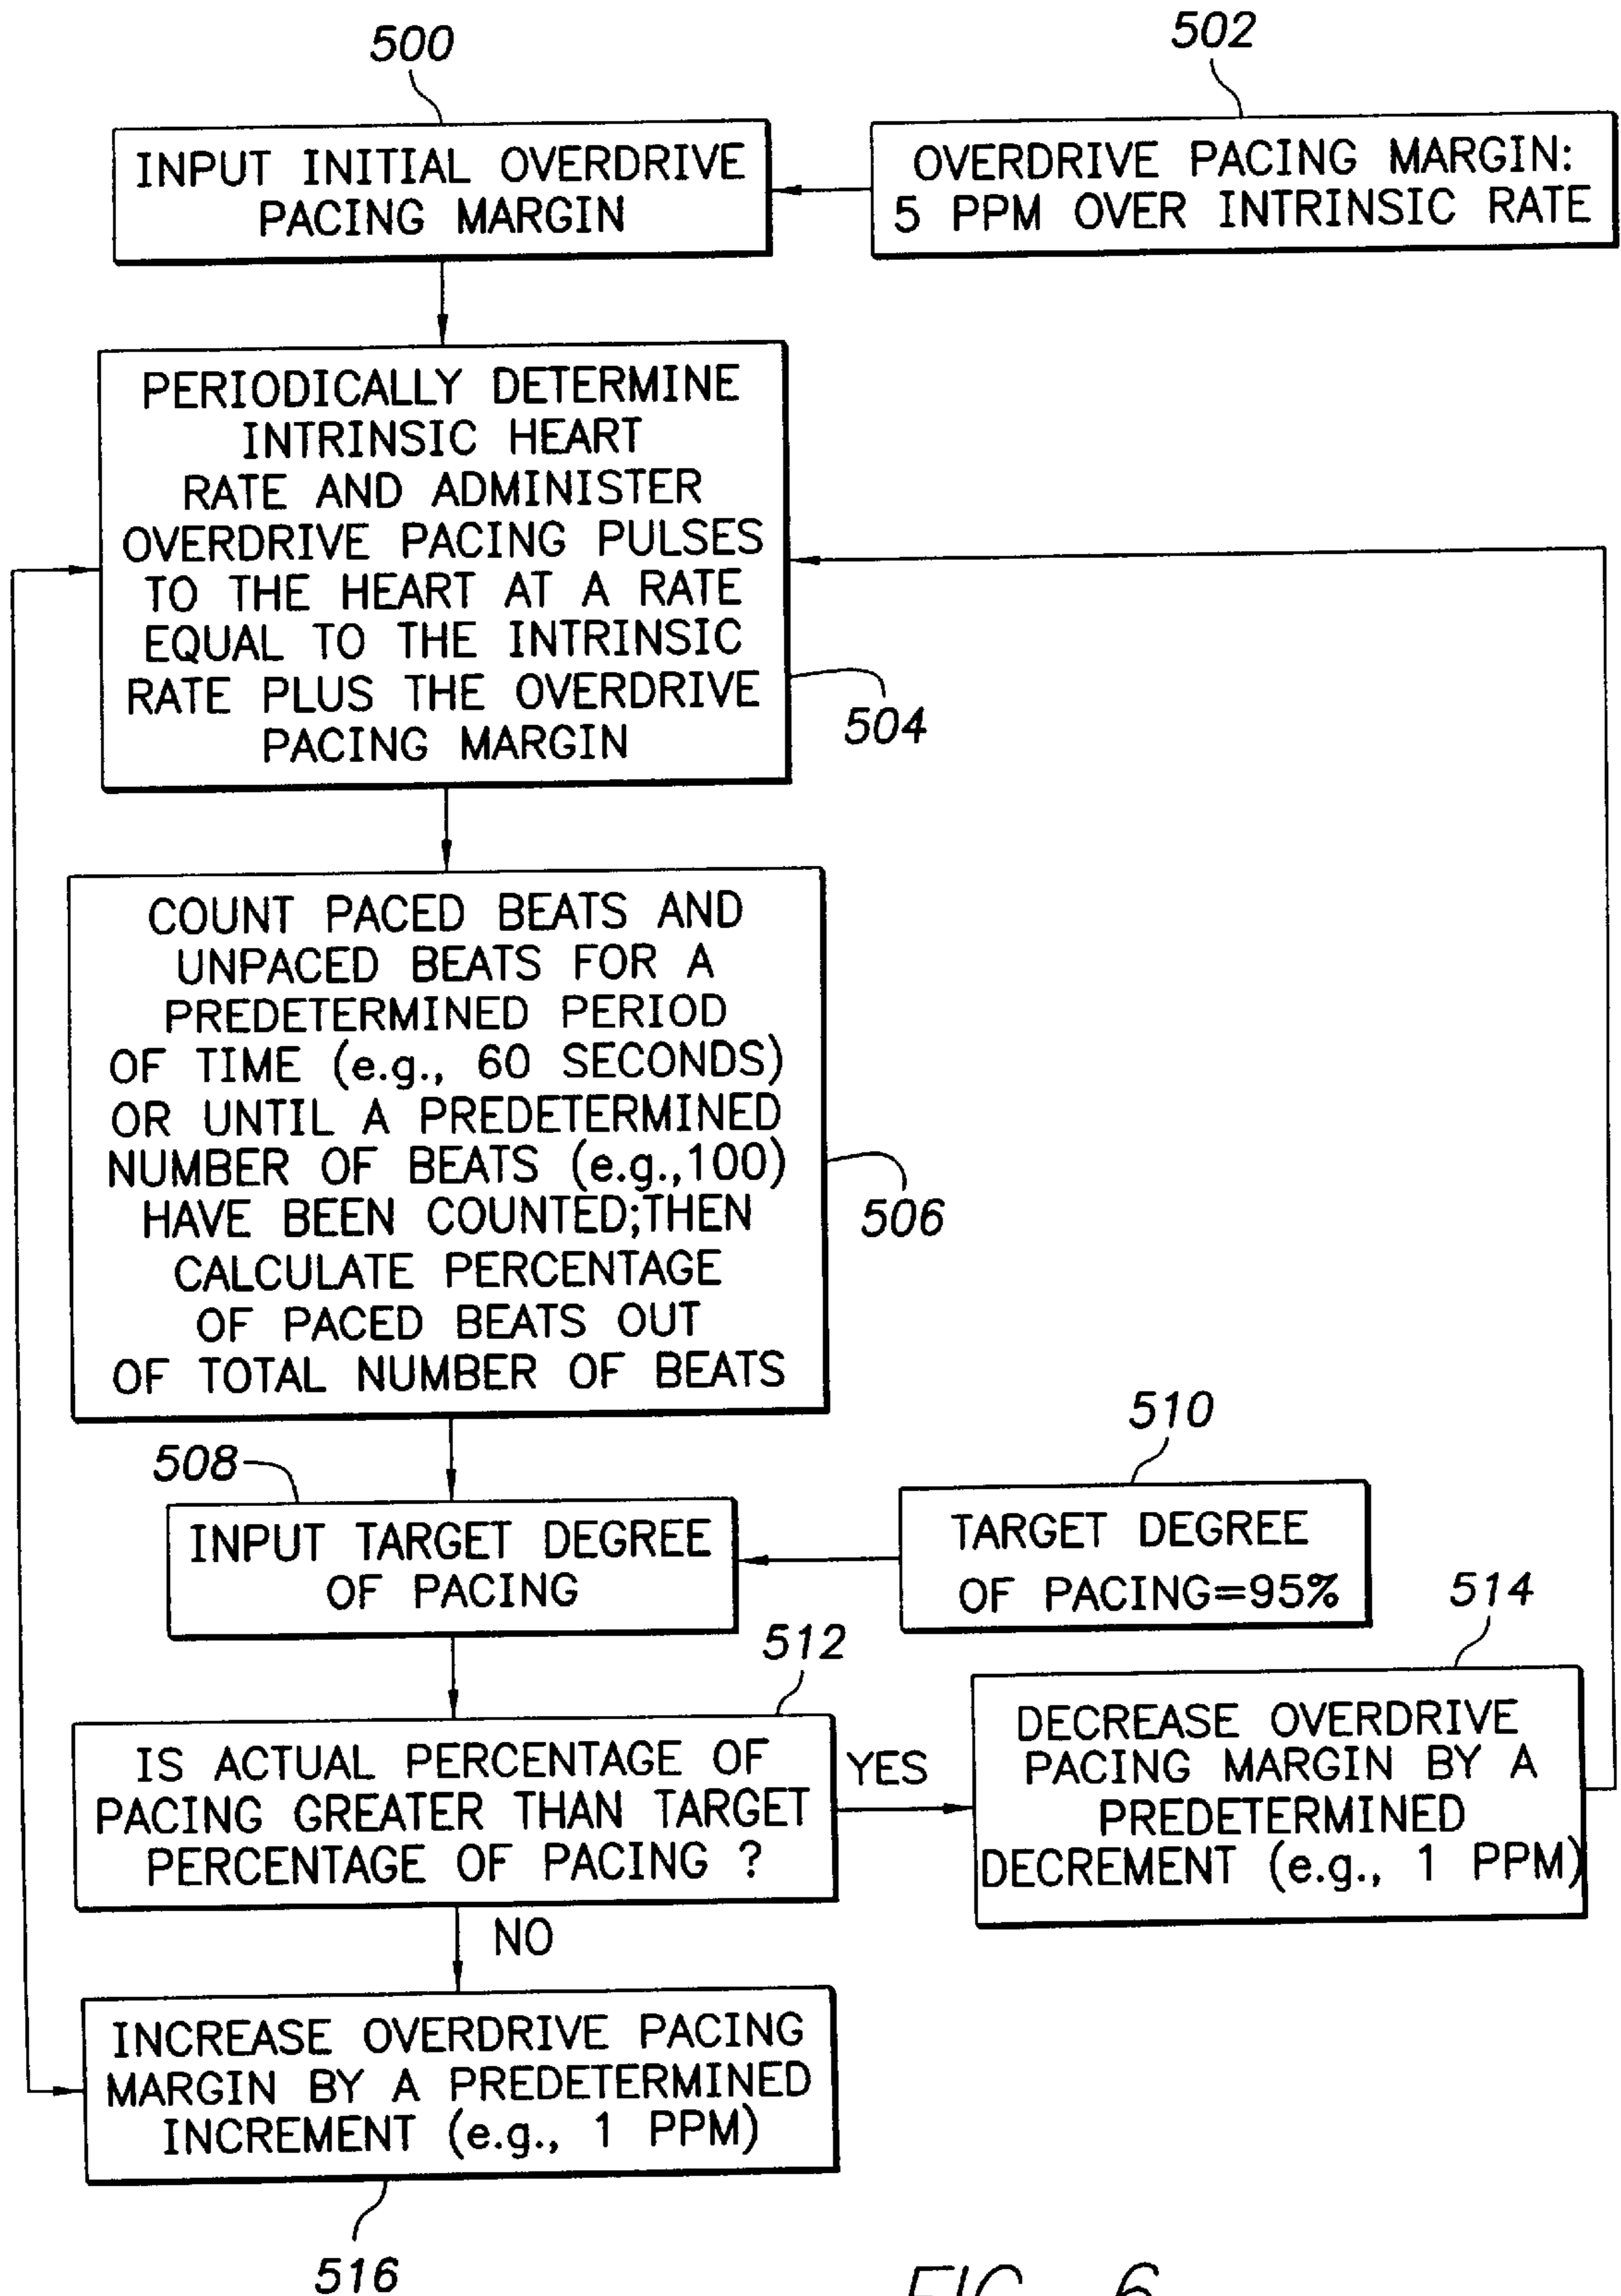 500
502
INPUT INITIAL OVERDRIVE
PACING MARGIN
OVERDRIVE PACING MARGIN:
5 PPM OVER INTRINSIC RATE
PERIODICALLY DETERMINE
INTRINSIC HEART
RATE AND ADMINISTER
OVERDRIVE PACING PULSES
TO THE HEART AT A RATE
EQUAL TO THE INTRINSIC
RATE PLUS THE OVERDRIVE
PACING MARGIN
504
COUNT PACED BEATS AND
UNPACED BEATS FOR A
PREDETERMINED PERIOD
OF TIME (e.g., 60 SECONDS)
OR UNTIL A PREDETERMINED
NUMBER OF BEATS (e.g.,100)
HAVE BEEN COUNTED;THEN
CALCULATE PERCENTAGE
OF PACED BEATS OUT
OF TOTAL NUMBER OF BEATS
506
508
INPUT TARGET DEGREE
OF PACING
510
TARGET DEGREE
OF PACING=95%
512
IS ACTUAL PERCENTAGE OF
PACING GREATER THAN TARGET
PERCENTAGE OF PACING ?
YES
514
DECREASE OVERDRIVE
PACING MARGIN BY A
PREDETERMINED
DECREMENT (e.g., 1 PPM)
NO
INCREASE OVERDRIVE PACING
MARGIN BY A PREDETERMINED
INCREMENT (e.g., 1 PPM)
516
FIG. 6